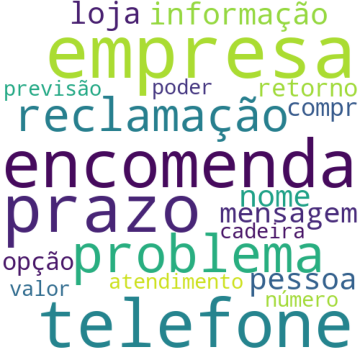 loja informação
empresa
previsão poder retorno
reclamação compr
encomenda
prazo nome
mensagem
cadeira
opção problema
valor atendimento pessoa
número
telefone